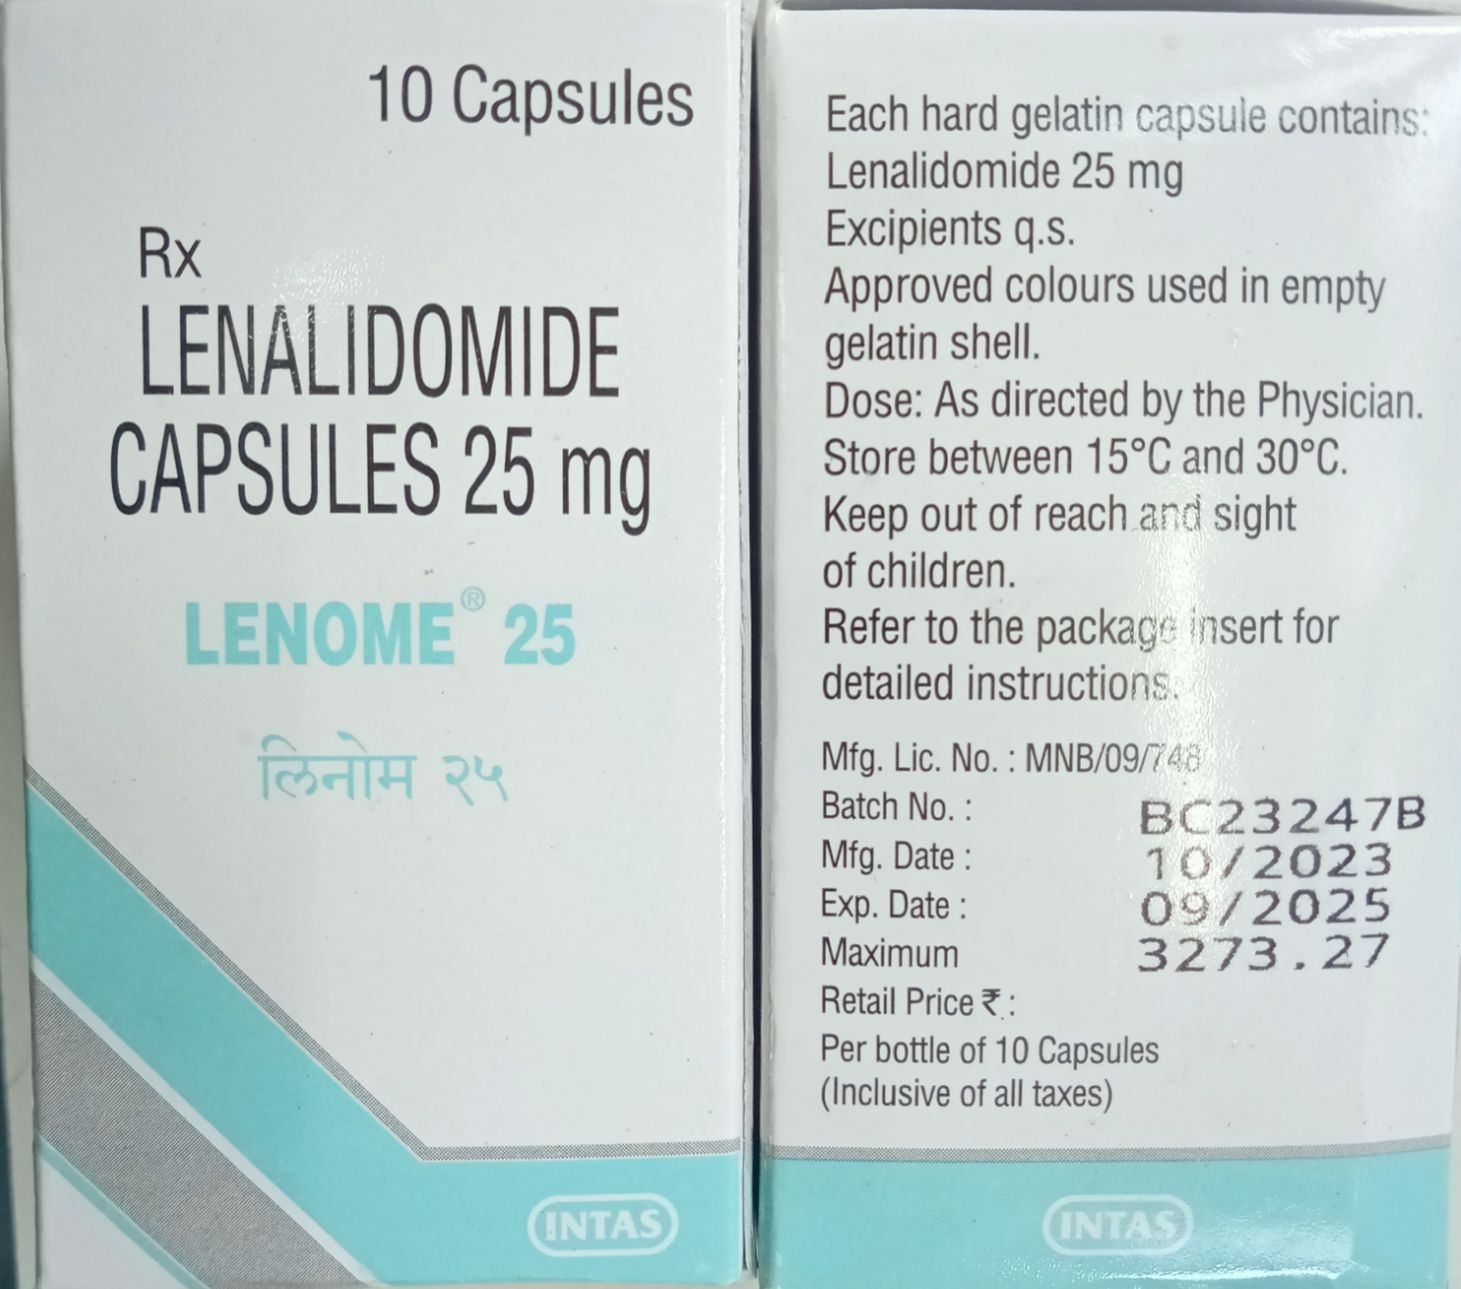 10 Capsules
Rx
LENALIDOMIDE
CAPSULES 25 mg
LENOME® 25
लिनोम २५
INTAS
Each hard gelatin capsule contains:
Lenalidomide 25 mg
Excipients q.s.
Approved colours used in empty
gelatin shell.
Dose: As directed by the Physician.
Store between 15°C and 30°C.
Keep out of reach and sight
of children.
Refer to the package insert for
detailed instructions.
Mfg. Lic. No. : MNB/09/748
Batch No. : BC23247B
Mfg. Date : 10/2023
Exp. Date : 09/2025
Maximum 3273.27
Retail Price ₹ :
Per bottle of 10 Capsules
(Inclusive of all taxes)
INTAS